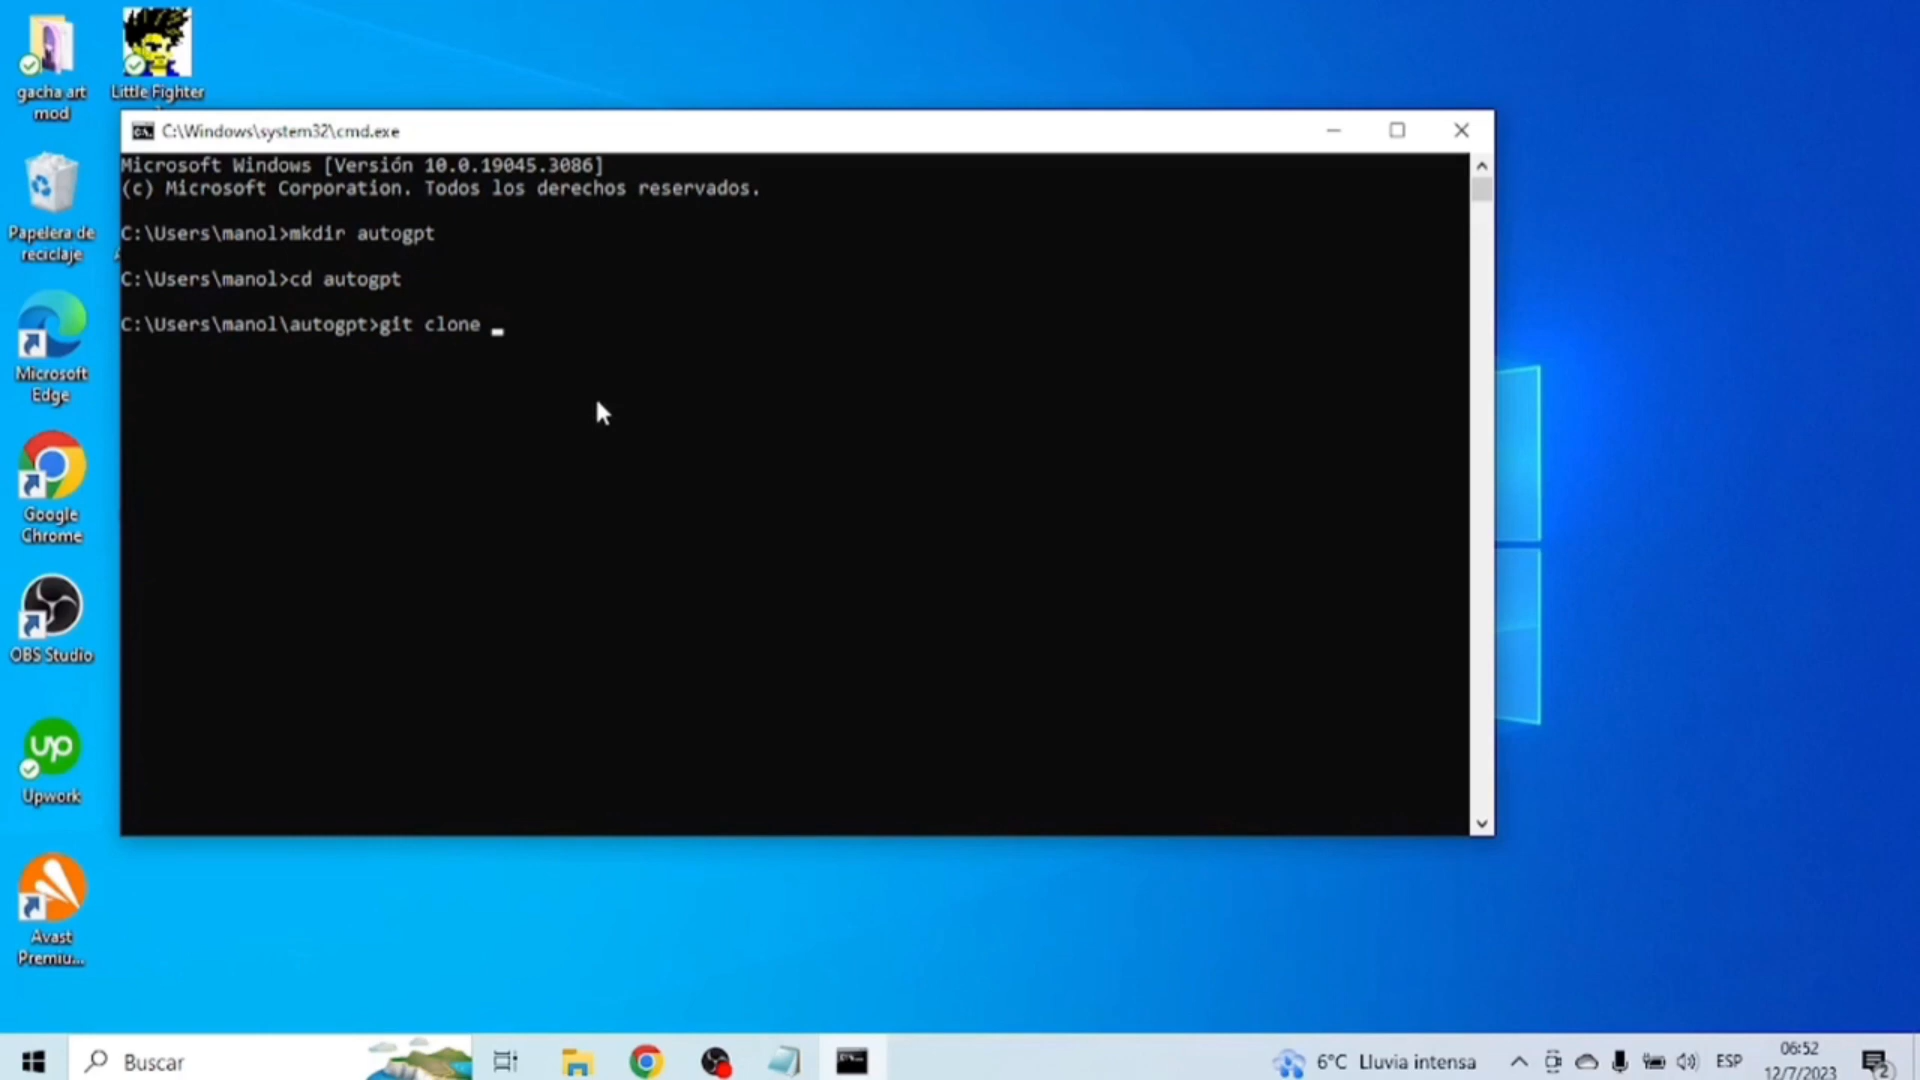 gacha art
mod
Little Fighter
C:\Windows\system32\cmd.exe
Microsoft Windows [Versión 10.0.19045.3086]
(c) Microsoft Corporation. Todos los derechos reservados.
C:\Users\manol>mkdir autogpt
C:\Users\manol>cd autogpt
C:\Users\manol\autogpt>git clone
Papelera de
reciclaje
Microsoft
Edge
Google
Chrome
OBS Studio
up
Upwork
Avast
Premiu...
Buscar
6°C Lluvia intensa
ESP
06:52
12/7/2023
2